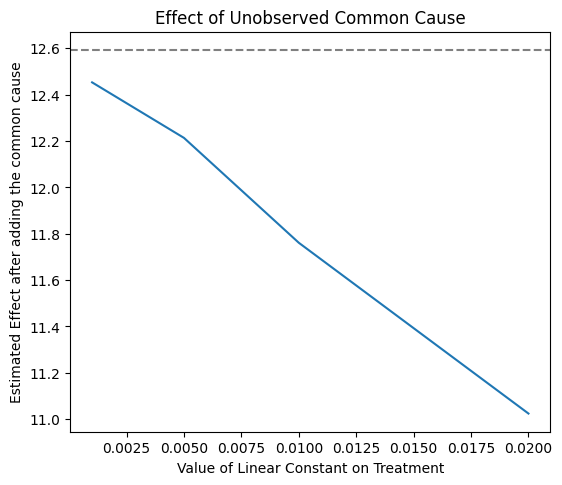 Effect of Unobserved Common Cause
Estimated Effect after adding the common cause
12.6
12.4
12.2
12.0
11.8
11.6
11.4
11.2
11.0
0.0025 0.0050 0.0075 0.0100 0.0125 0.0150 0.0175 0.0200
Value of Linear Constant on Treatment